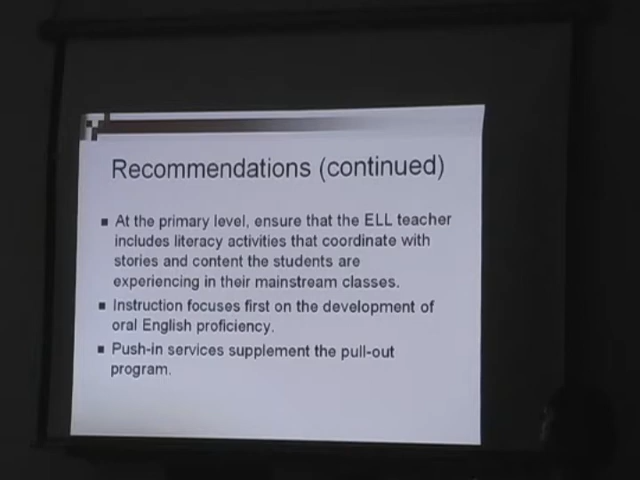 Recommendations (continued)
■ At the primary level, ensure that the ELL teacher
includes literacy activities that coordinate with
stories and content the students are
experiencing in their mainstream classes.
■ Instruction focuses first on the development of
oral English proficiency.
■ Push-in services supplement the pull-out
program.